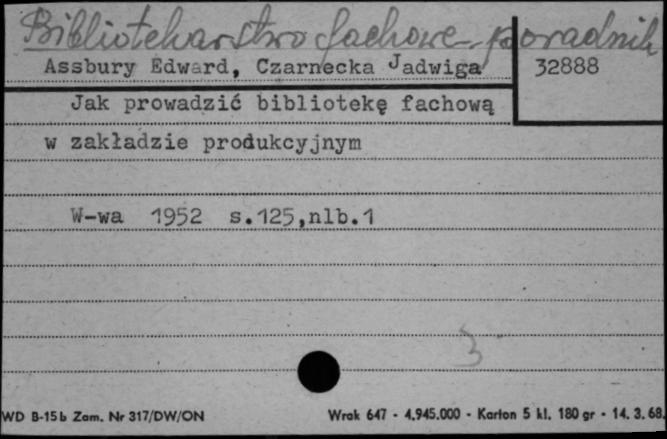 Bibliotekarstwo fachowe - poradnik
Assbury Edward, Czarnecka Jadwiga
32888
Jak prowadzić bibliotekę fachową
w zakładzie produkcyjnym
W-wa 1952 s.125,nlb.1
3
WD B-15b Zam. Nr 317/DW/ON
Wrak 647 - 4.945.000 - Karton 5 kl. 180 gr - 14. 3. 68.